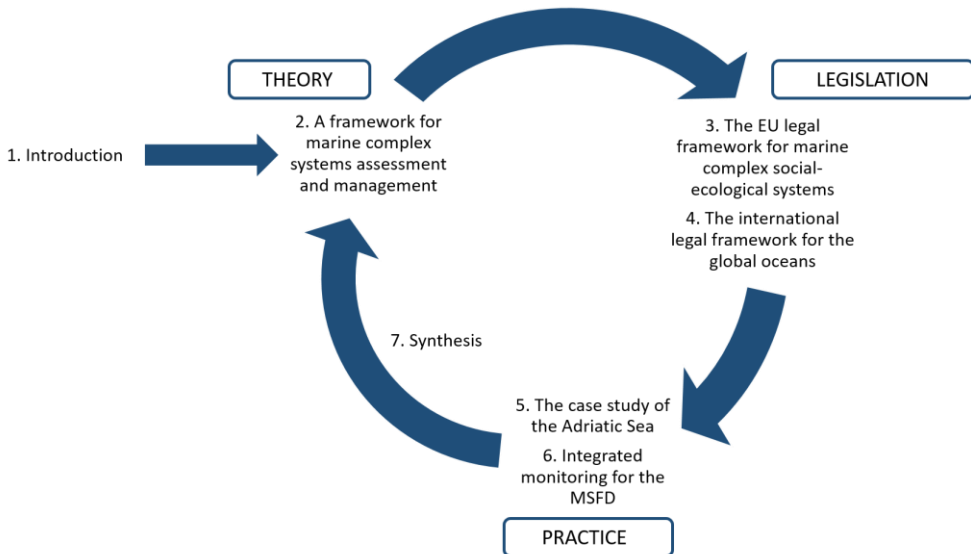 THEORY
LEGISLATION
1. Introduction
2. A framework for
marine complex
systems assessment
and management
3. The EU legal
framework for marine
complex social-
ecological systems
4. The international
legal framework for the
global oceans
7. Synthesis
5. The case study of
the Adriatic Sea
6. Integrated
monitoring for the
MSFD
PRACTICE